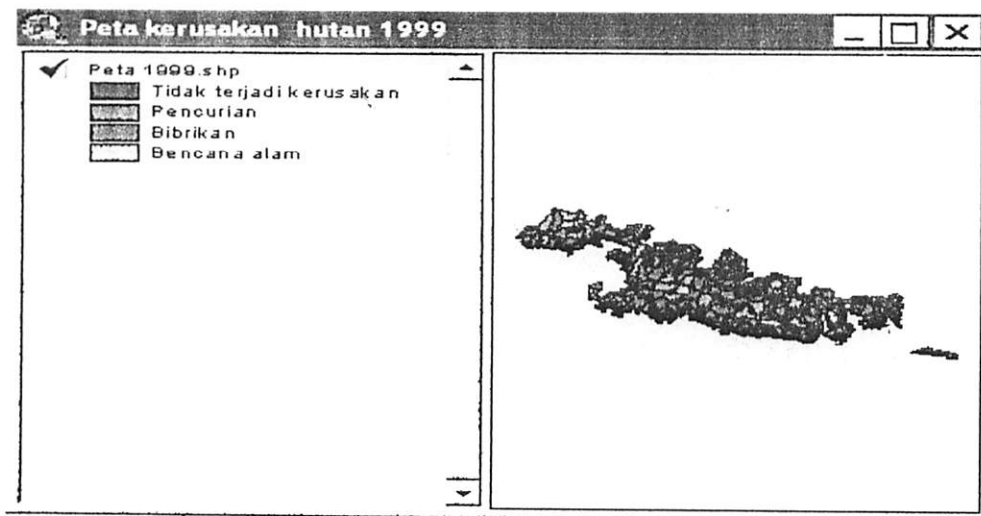 Peta kerusakan hutan 1999
Peta 1999.shp
Tidak terjadi kerusakan
Pencurian
Bibrikan
Bencana alam